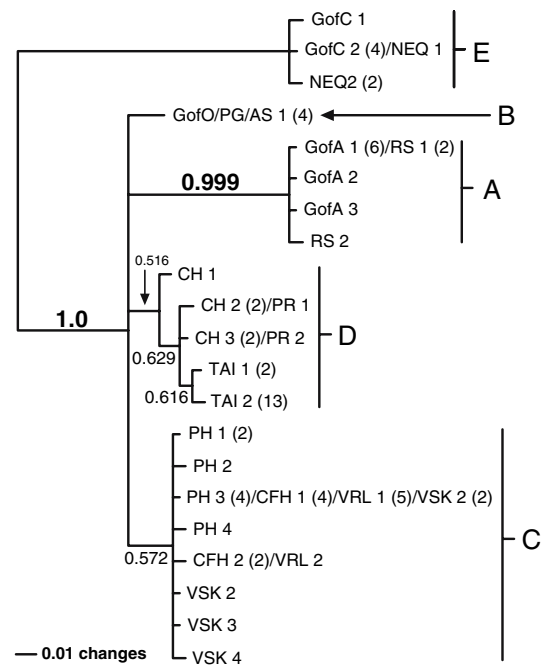 GofC 1
GofC 2 (4)/NEQ 1
E
NEQ2 (2)
GofO/PG/AS 1 (4)
B
GofA 1 (6)/RS 1 (2)
0.999
GofA 2
A
GofA 3
RS 2
0.516
CH 1
CH 2 (2)/PR 1
1.0
CH 3 (2)/PR 2
D
0.629
TAI 1 (2)
0.616
TAI 2 (13)
PH 1 (2)
PH 2
PH 3 (4)/CFH 1 (4)/VRL 1 (5)/VSK 2 (2)
PH 4
C
0.572
CFH 2 (2)/VRL 2
VSK 2
VSK 3
0.01 changes
VSK 4